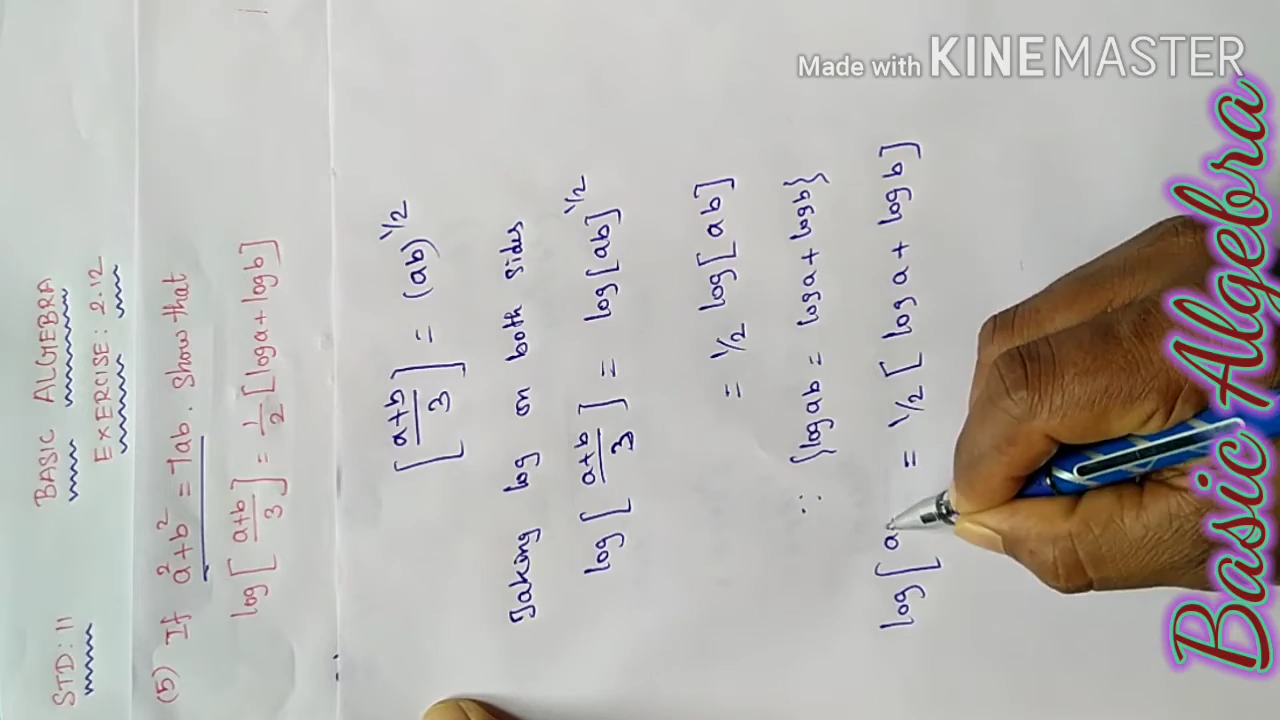 STD: 11 BASIC ALGEBRA
EXERCISE: 2.12
(5) If a²+b² = 7ab. Show that
log[a+b/3] = 1/2[loga+logb]
[a+b/3] = (ab)^1/2
Taking log on both sides
log[a+b/3] = log[ab]^1/2
= 1/2 log[ab]
∴ {log ab = loga + logb}
log[a = 1/2 [log a + log b]
Made with KINEMASTER
Basic Algebra